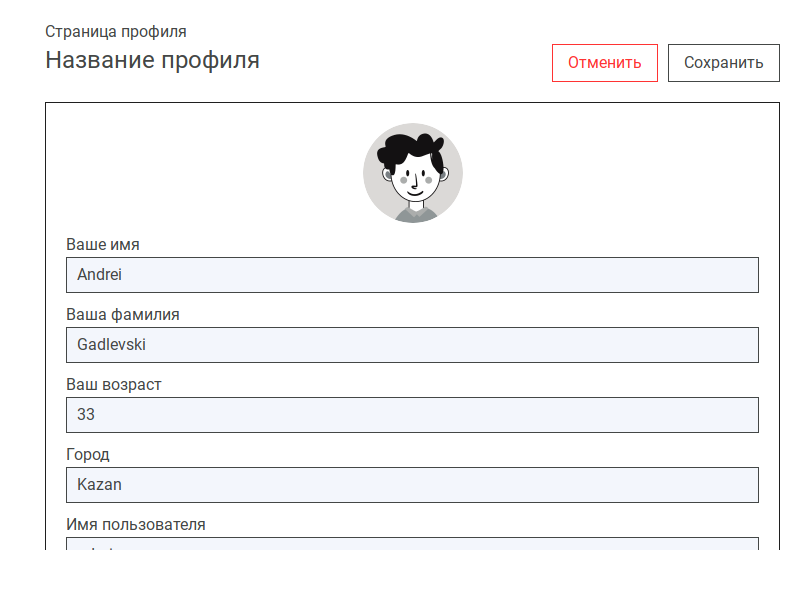 Страница профиля
Название профиля
Отменить
Сохранить
Ваше имя
Andrei
Ваша фамилия
Gadlevski
Ваш возраст
33
Город
Kazan
Имя пользователя